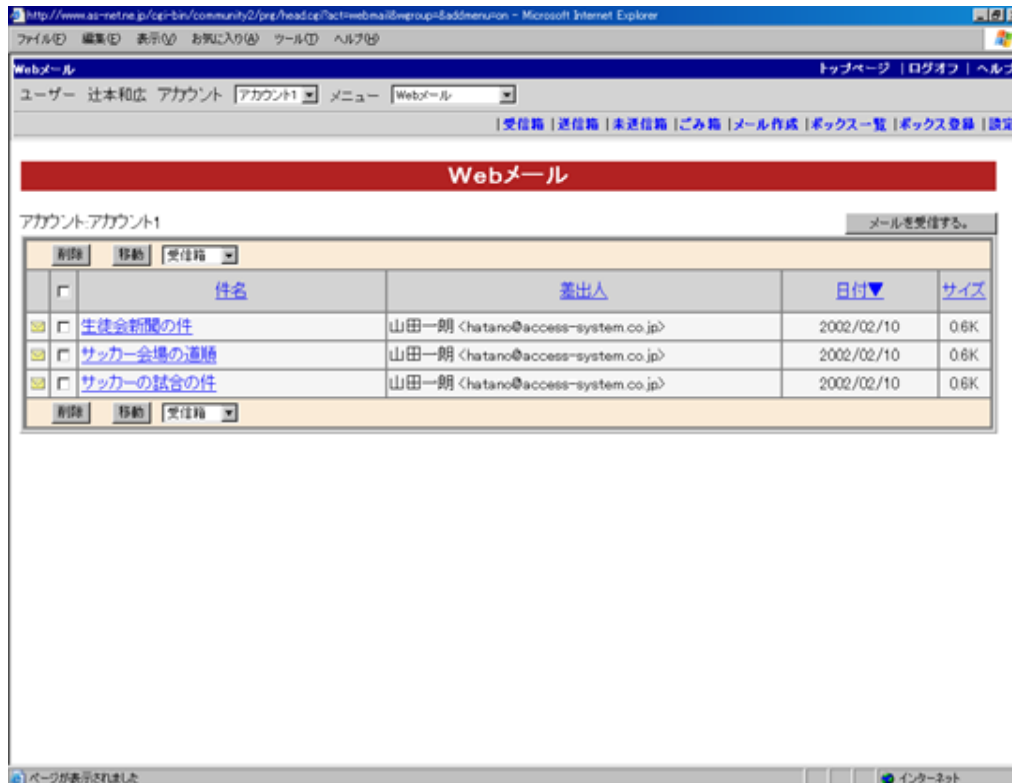 http://www.as-net.ne.jp/cgi-bin/community2/prg/head.cgi?act=webmail&wgroup=&addmenu=on - Microsoft Internet Explorer
ファイル(F) 編集(E) 表示(V) お気に入り(A) ツール(T) ヘルプ(H)
Webメール トップページ | ログオフ | ヘルプ
ユーザー 辻本和広 アカウント アカウント1 メニュー Webメール
| 受信箱 | 送信箱 | 未送信箱 | ごみ箱 | メール作成 | ボックス一覧 | ボックス登録 | 設定
Webメール
アカウント:アカウント1 メールを受信する。
削除 移動 受信箱
件名 差出人 日付▼ サイズ
生徒会新聞の件 山田一朗 <hatano@access-system.co.jp> 2002/02/10 0.6K
サッカー会場の道順 山田一朗 <hatano@access-system.co.jp> 2002/02/10 0.6K
サッカーの試合の件 山田一朗 <hatano@access-system.co.jp> 2002/02/10 0.6K
削除 移動 受信箱
ページが表示されました インターネット